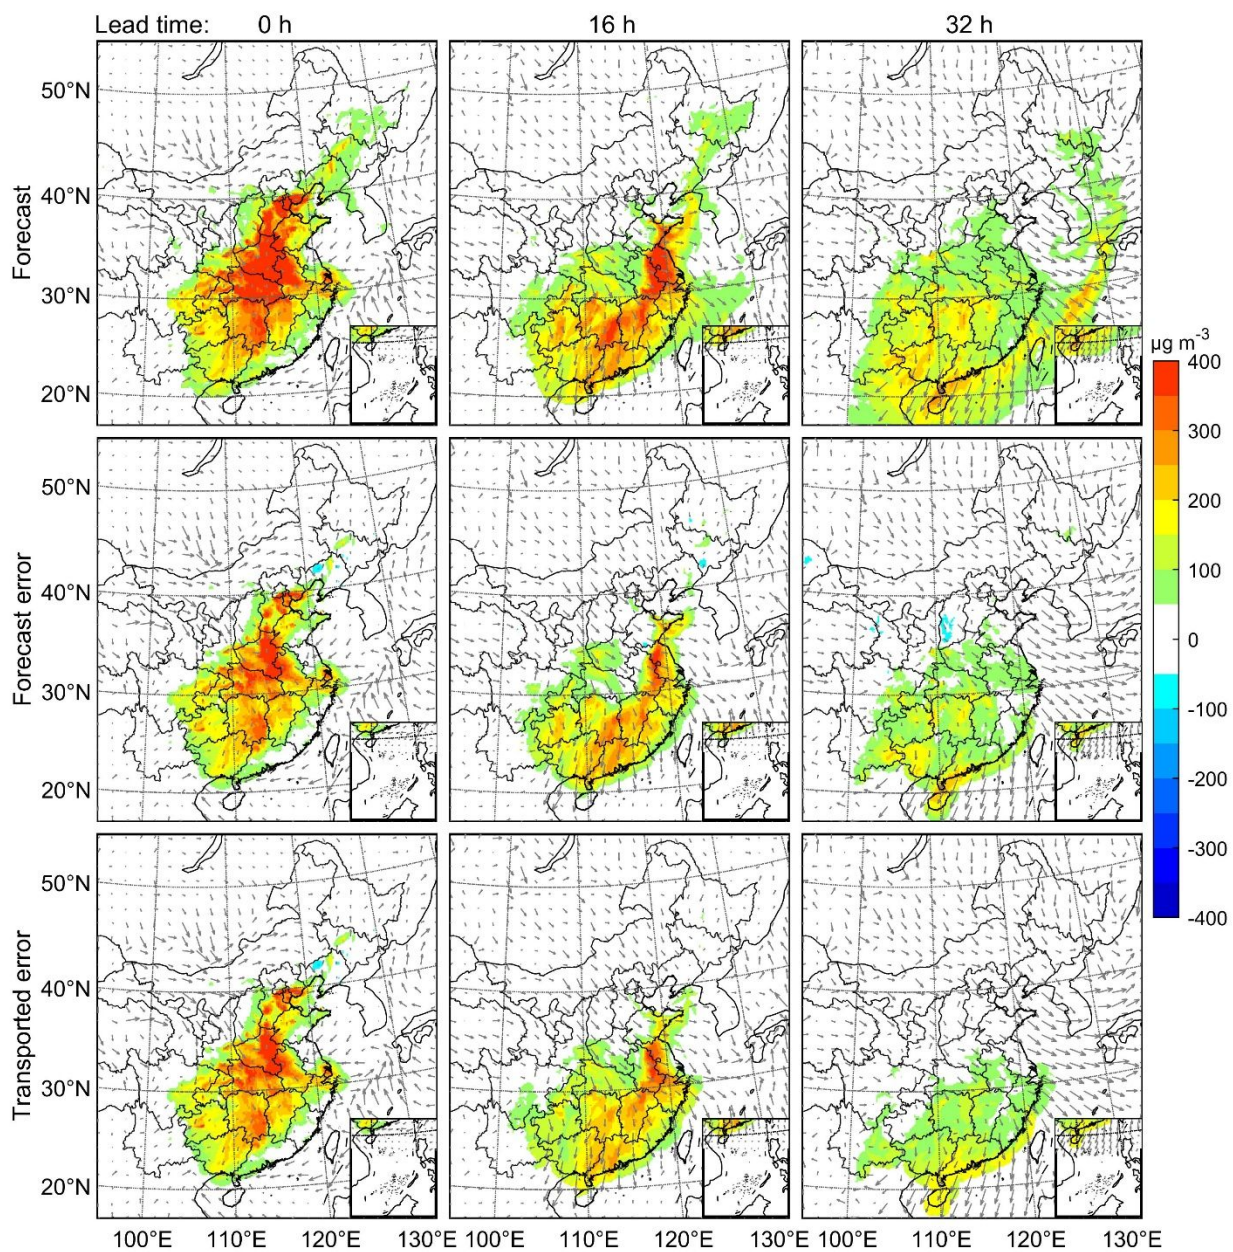 Lead time: 0 h 16 h 32 h
Forecast
50°N
40°N
30°N
20°N
µg m-3
400
300
200
100
0
-100
-200
-300
-400
Forecast error
50°N
40°N
30°N
20°N
Transported error
50°N
40°N
30°N
20°N
100°E 110°E 120°E 130°E 100°E 110°E 120°E 130°E 100°E 110°E 120°E 130°E